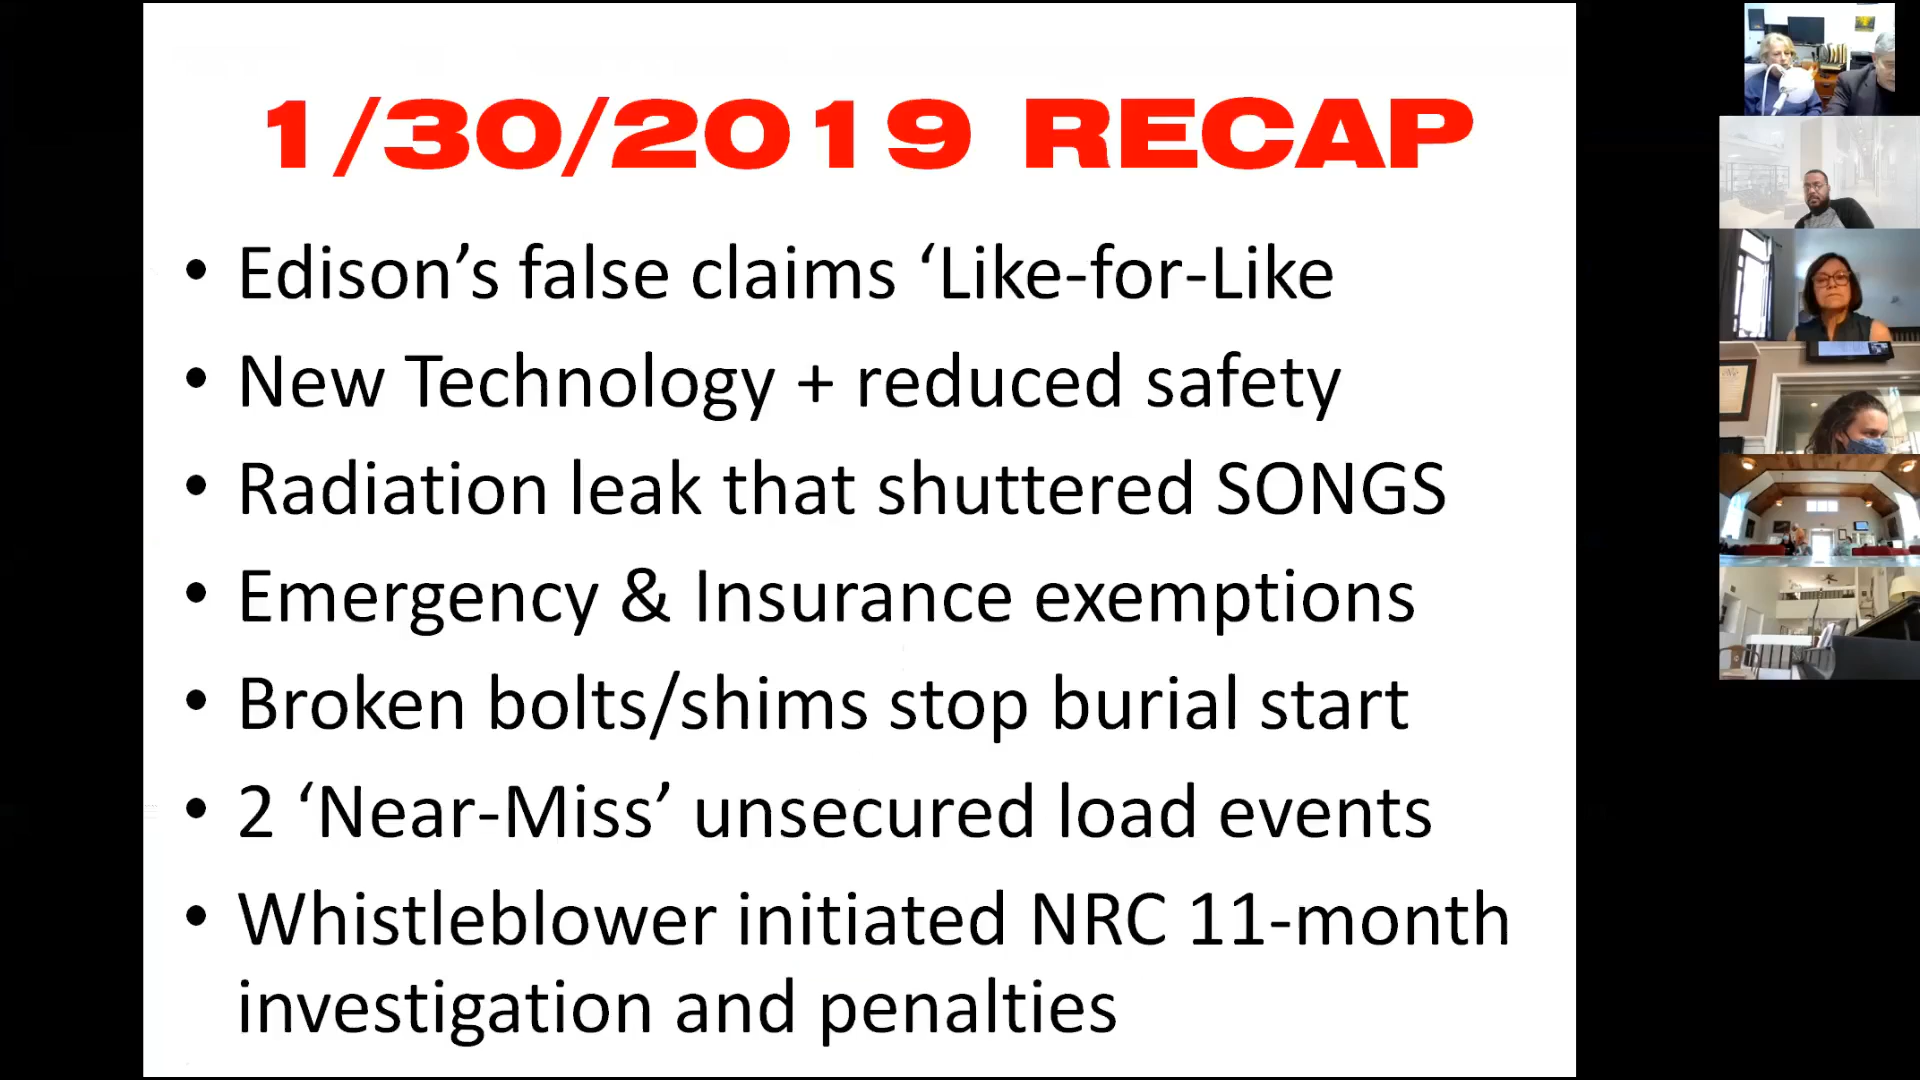 1/30/2019 RECAP
• Edison’s false claims ‘Like-for-Like
• New Technology + reduced safety
• Radiation leak that shuttered SONGS
• Emergency & Insurance exemptions
• Broken bolts/shims stop burial start
• 2 ‘Near-Miss’ unsecured load events
• Whistleblower initiated NRC 11-month
investigation and penalties